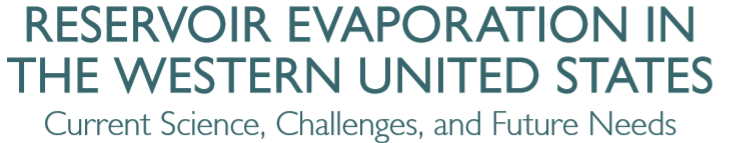 RESERVOIR EVAPORATION IN
THE WESTERN UNITED STATES
Current Science, Challenges, and Future Needs